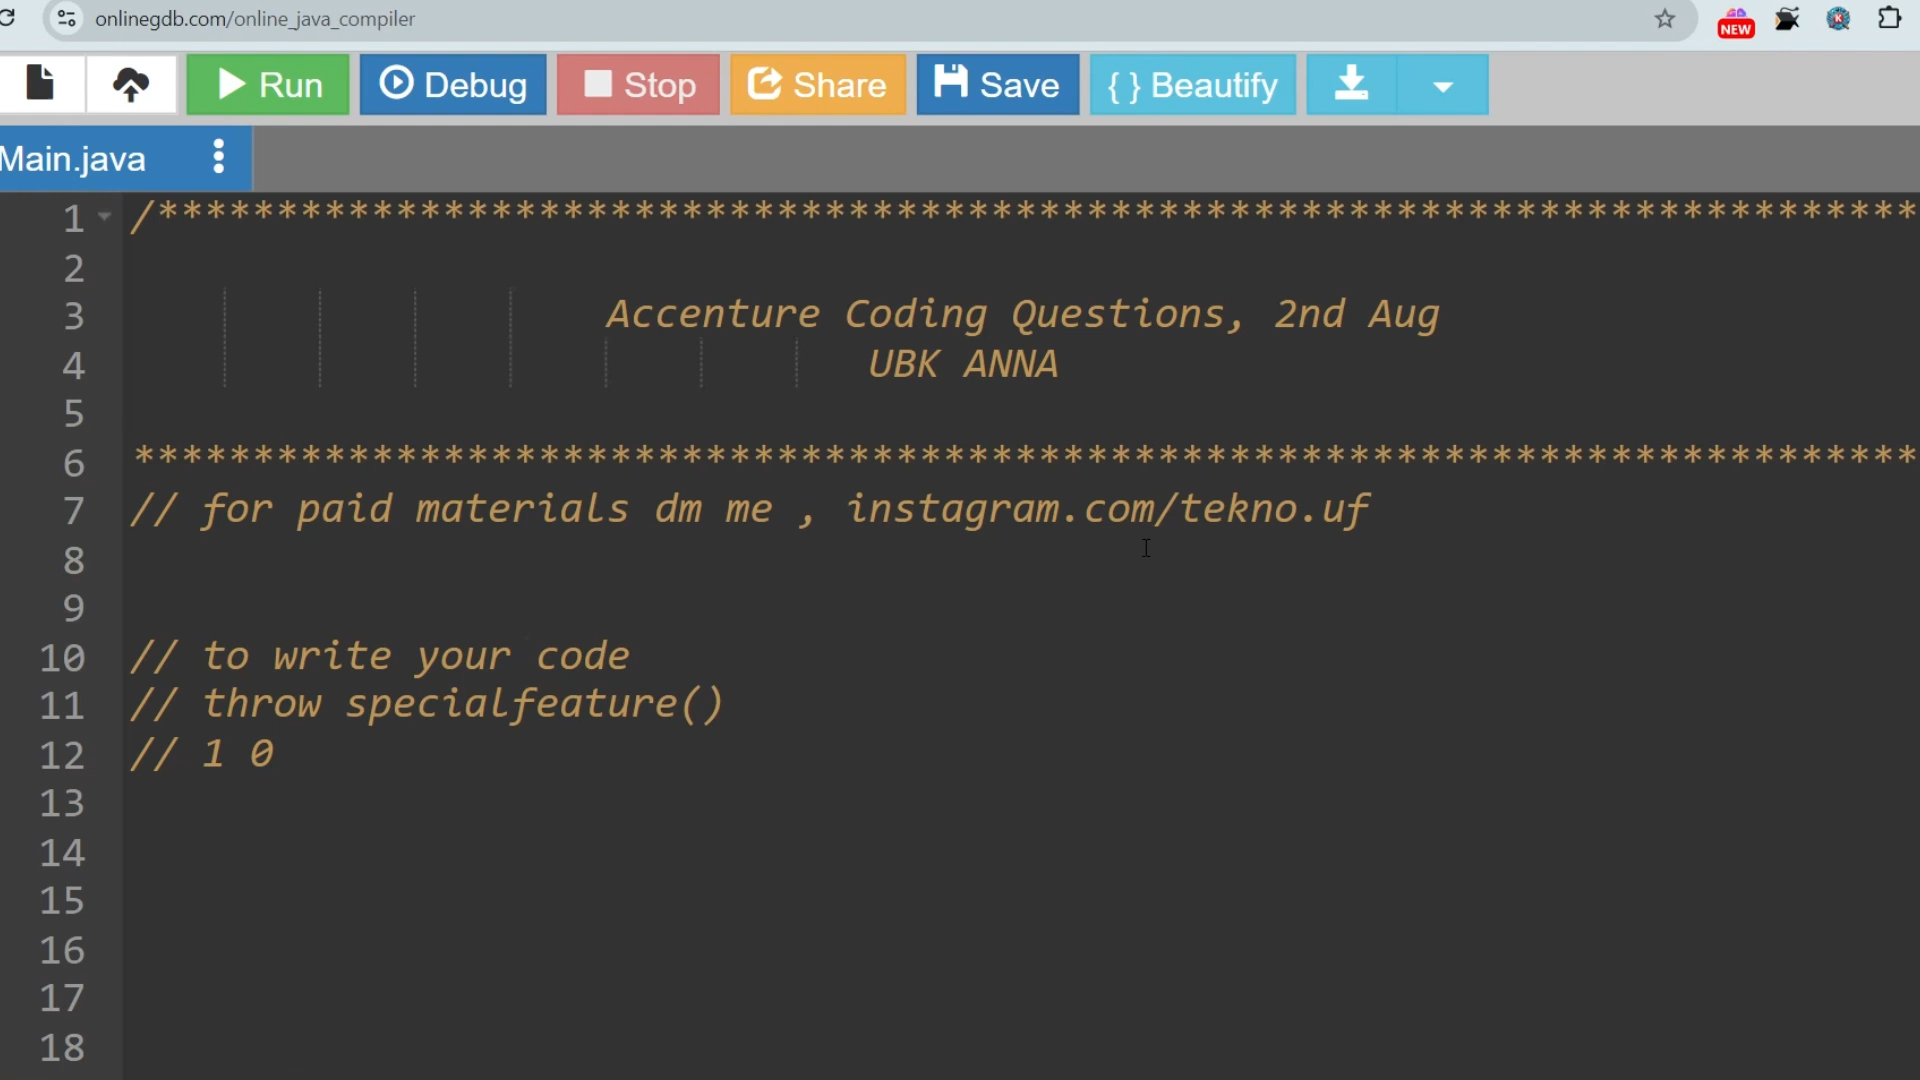 onlinegdb.com/online_java_compiler
NEW
K
Run
Debug
Stop
Share
Save
{ } Beautify
Main.java
1 /***************************************************************************
2
3 Accenture Coding Questions, 2nd Aug
4 UBK ANNA
5
6 ***************************************************************************
7 // for paid materials dm me , instagram.com/tekno.uf
8
9
10 // to write your code
11 // throw specialfeature()
12 // 1 0
13
14
15
16
17
18